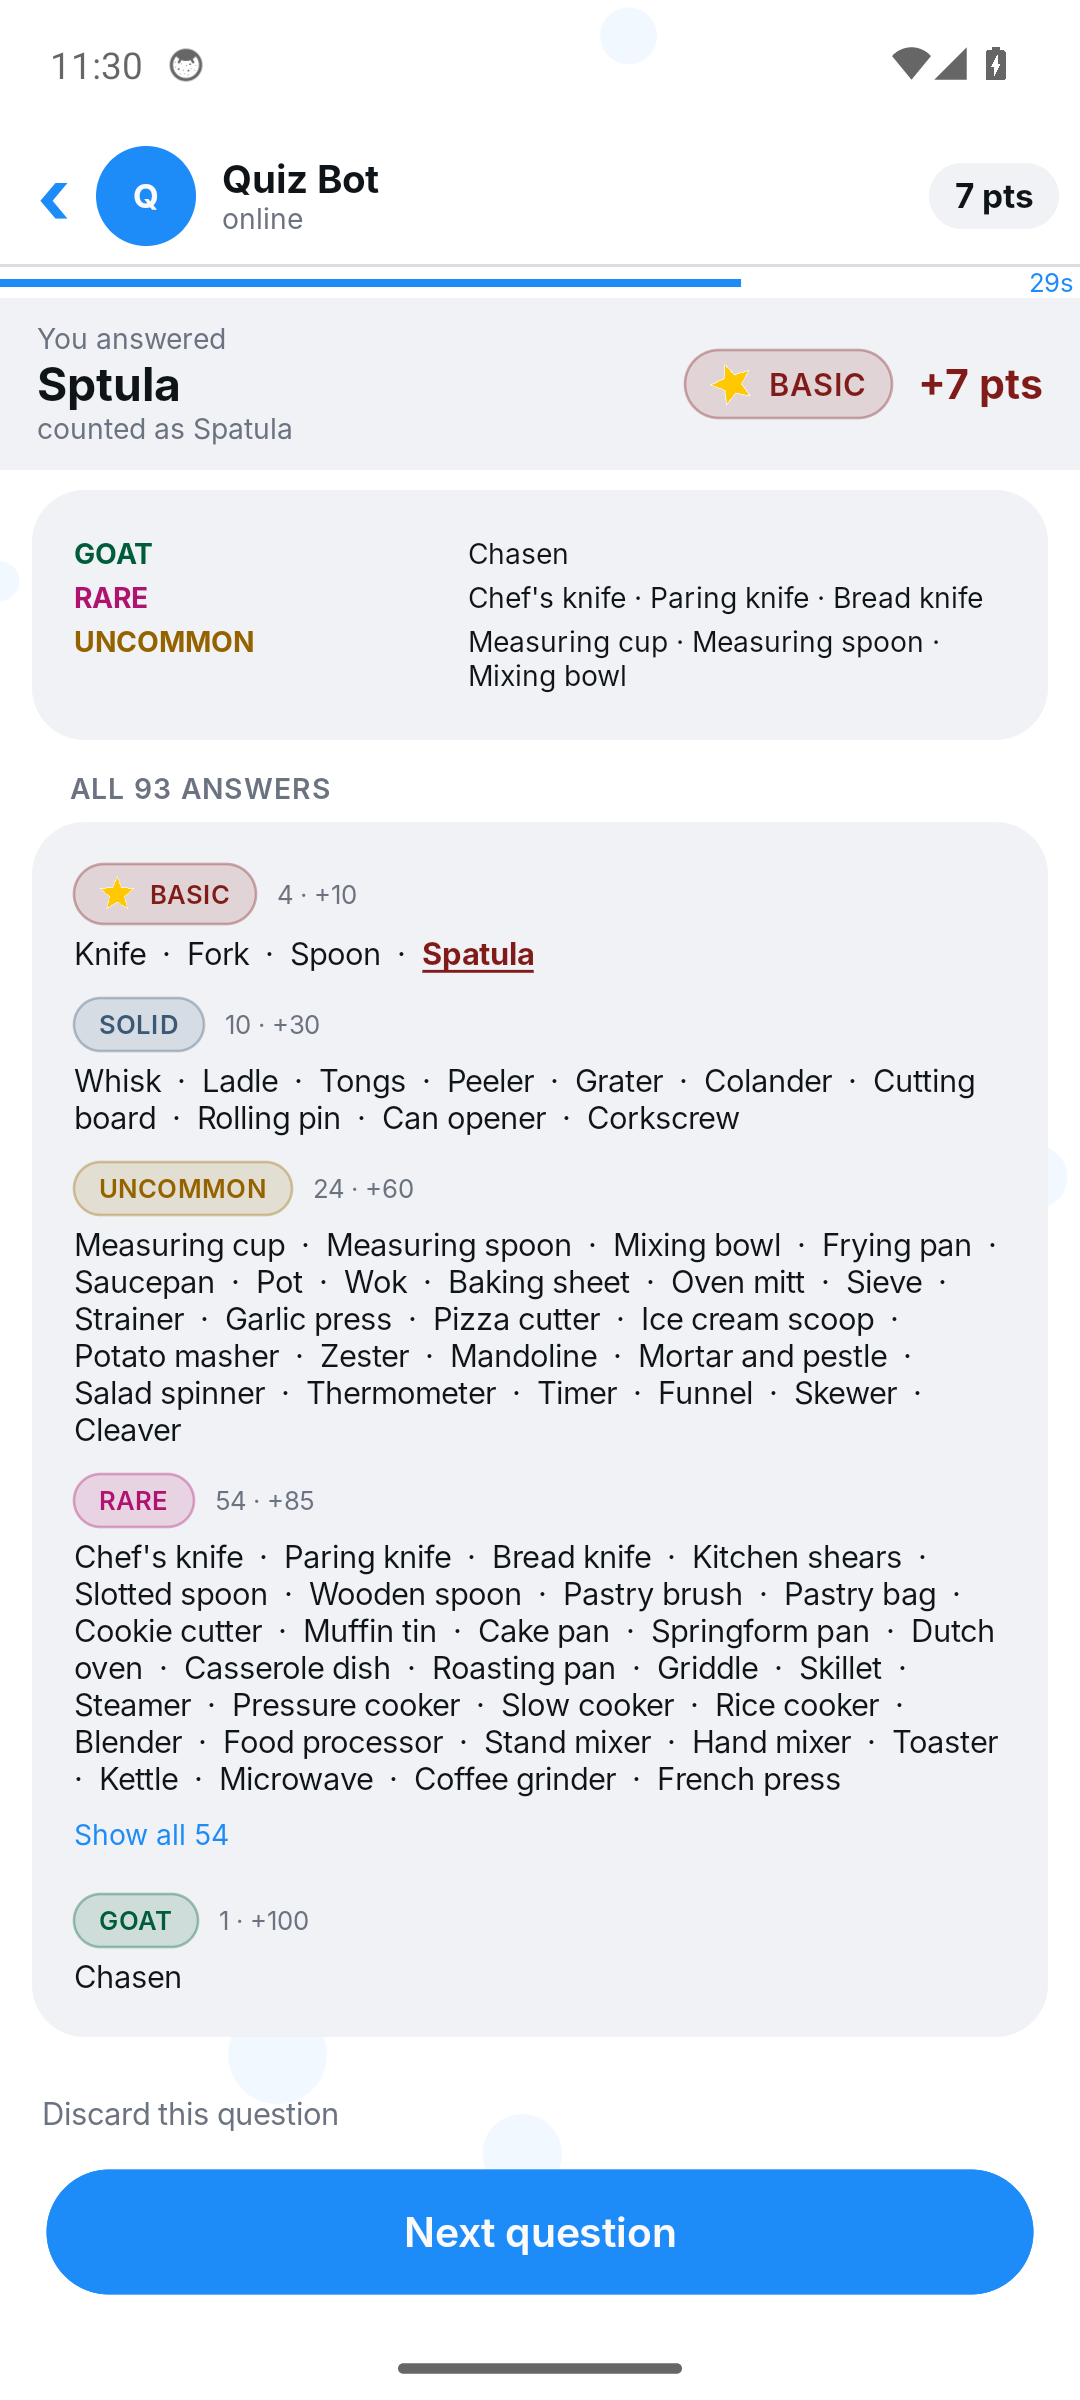 11:30
Q
Quiz Bot
online
7 pts
29s
You answered
Sptula
counted as Spatula
BASIC
+7 pts
GOAT Chasen
RARE Chef's knife · Paring knife · Bread knife
UNCOMMON Measuring cup · Measuring spoon ·
Mixing bowl
ALL 93 ANSWERS
BASIC 4 · +10
Knife · Fork · Spoon · Spatula
SOLID 10 · +30
Whisk · Ladle · Tongs · Peeler · Grater · Colander · Cutting
board · Rolling pin · Can opener · Corkscrew
UNCOMMON 24 · +60
Measuring cup · Measuring spoon · Mixing bowl · Frying pan ·
Saucepan · Pot · Wok · Baking sheet · Oven mitt · Sieve ·
Strainer · Garlic press · Pizza cutter · Ice cream scoop ·
Potato masher · Zester · Mandoline · Mortar and pestle ·
Salad spinner · Thermometer · Timer · Funnel · Skewer ·
Cleaver
RARE 54 · +85
Chef's knife · Paring knife · Bread knife · Kitchen shears ·
Slotted spoon · Wooden spoon · Pastry brush · Pastry bag ·
Cookie cutter · Muffin tin · Cake pan · Springform pan · Dutch
oven · Casserole dish · Roasting pan · Griddle · Skillet ·
Steamer · Pressure cooker · Slow cooker · Rice cooker ·
Blender · Food processor · Stand mixer · Hand mixer · Toaster
· Kettle · Microwave · Coffee grinder · French press
Show all 54
GOAT 1 · +100
Chasen
Discard this question
Next question